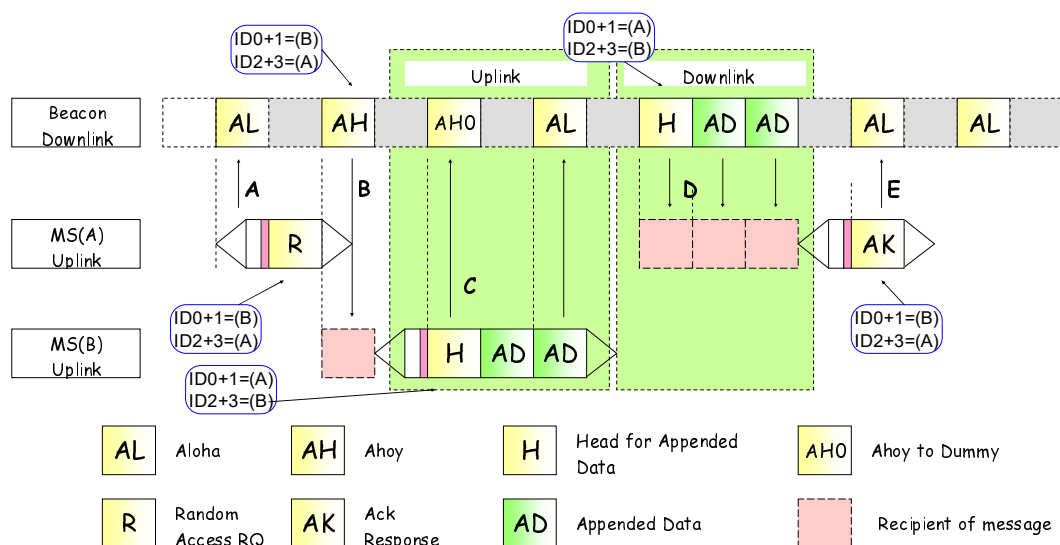 ID0+1=(B)
ID2+3=(A)
ID0+1=(A)
ID2+3=(B)
Uplink
Downlink
Beacon
Downlink
AL
AH
AH0
AL
H
AD
AD
AL
AL
A
B
D
E
MS(A)
Uplink
R
AK
C
ID0+1=(B)
ID2+3=(A)
ID0+1=(B)
ID2+3=(A)
MS(B)
Uplink
H
AD
AD
ID0+1=(A)
ID2+3=(B)
AL
Aloha
AH
Ahoy
H
Head for Appended
Data
AH0
Ahoy to Dummy
R
Random
Access RQ
AK
Ack
Response
AD
Appended Data
Recipient of message